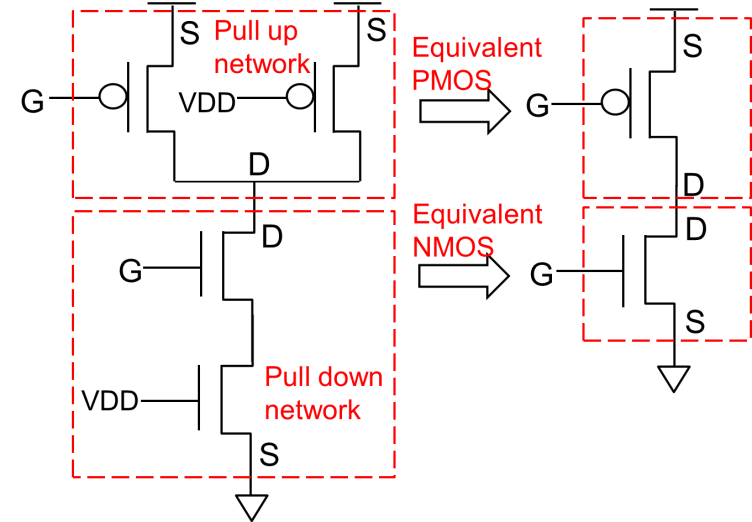 S
Pull up
network
S
G
VDD
D
Equivalent
PMOS
S
G
D
D
G
VDD
Pull down
network
S
Equivalent
NMOS
D
G
S